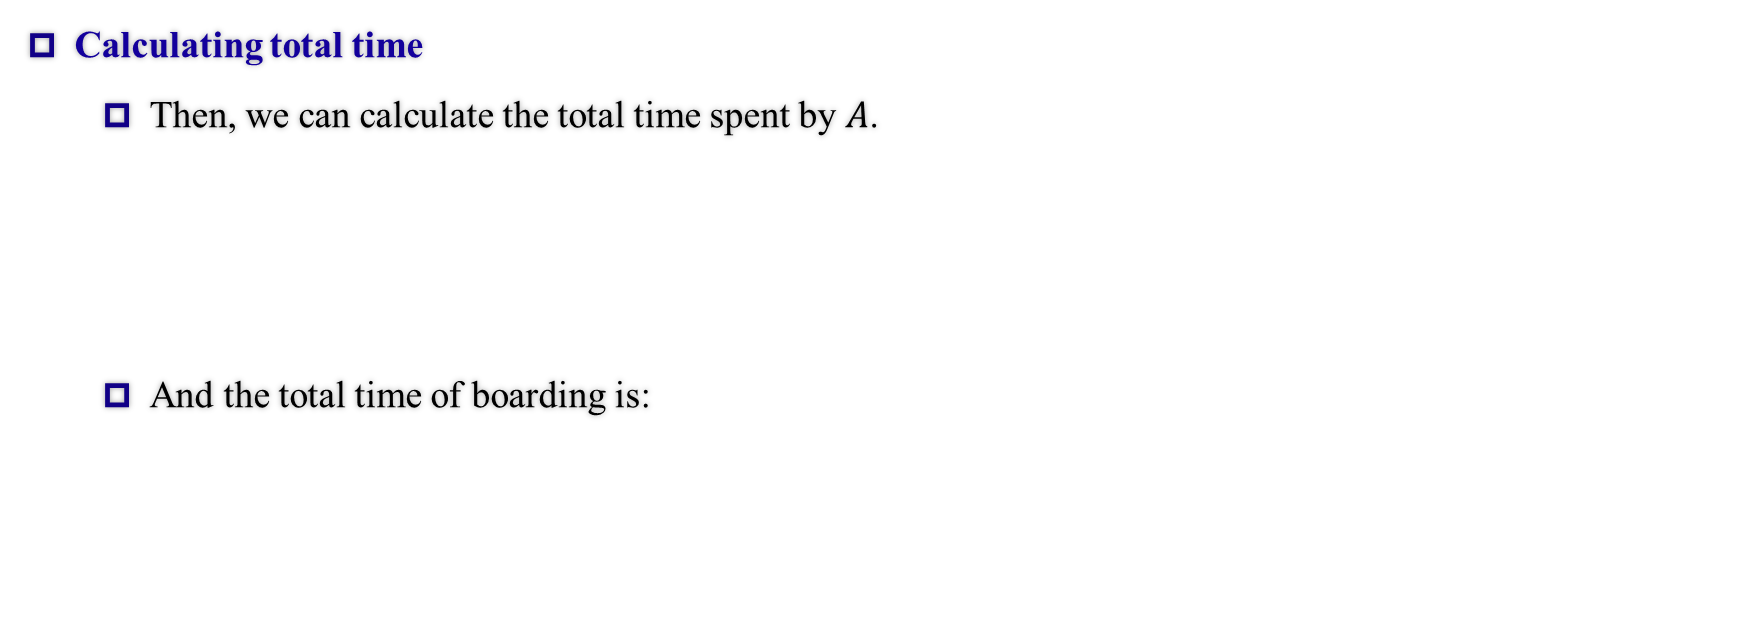 Calculating total time
Then, we can calculate the total time spent by A.
And the total time of boarding is: